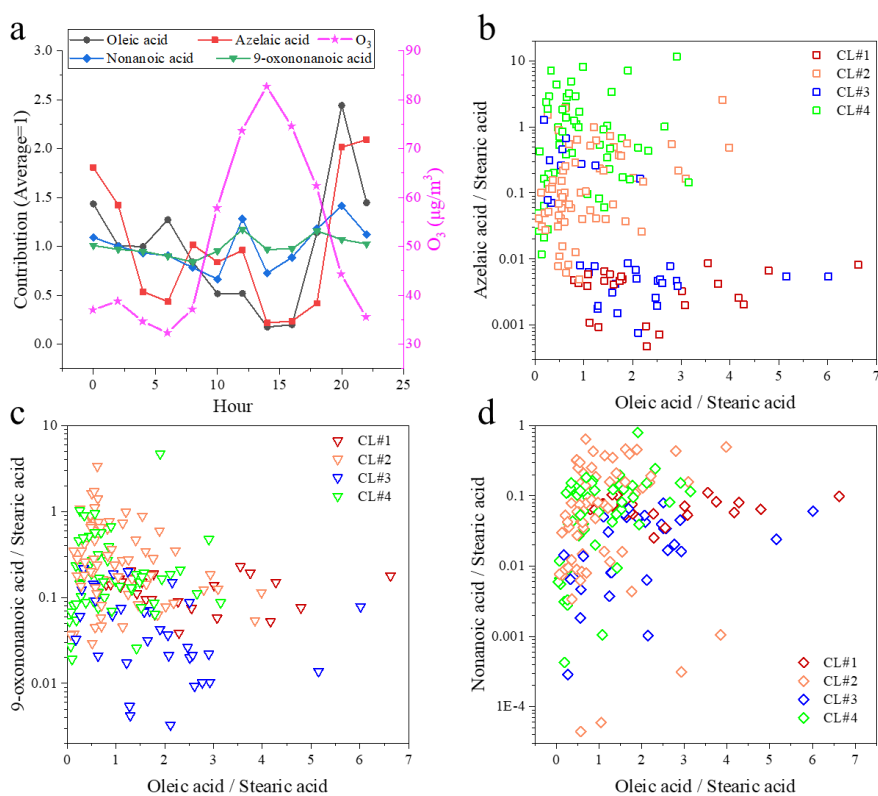 a
Oleic acid Azelaic acid O3
Nonanoic acid 9-oxononanoic acid
3.0
2.5
2.0
1.5
1.0
0.5
0.0
Contribution (Average=1)
90
80
70
60
50
40
30
O3 (μg/m3)
0 5 10 15 20 25
Hour
b
CL#1
CL#2
CL#3
CL#4
10
1
0.1
0.01
0.001
Azelaic acid / Stearic acid
0 1 2 3 4 5 6 7
Oleic acid / Stearic acid
c
CL#1
CL#2
CL#3
CL#4
10
1
0.1
0.01
9-oxononanoic acid / Stearic acid
0 1 2 3 4 5 6 7
Oleic acid / Stearic acid
d
1
0.1
0.01
0.001
1E-4
Nonanoic acid / Stearic acid
CL#1
CL#2
CL#3
CL#4
0 1 2 3 4 5 6 7
Oleic acid / Stearic acid